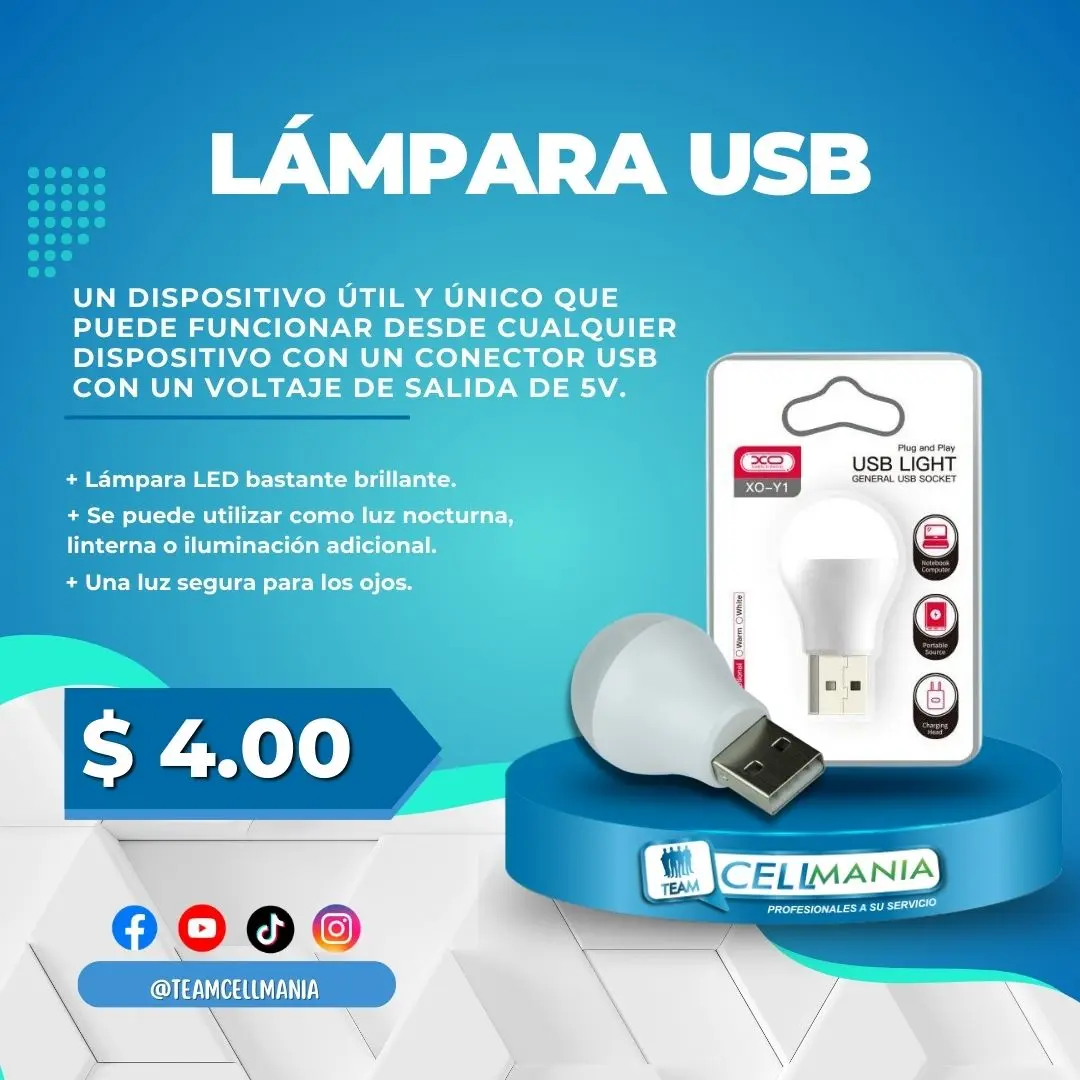 LÁMPARA USB
UN DISPOSITIVO ÚTIL Y ÚNICO QUE
PUEDE FUNCIONAR DESDE CUALQUIER
DISPOSITIVO CON UN CONECTOR USB
CON UN VOLTAJE DE SALIDA DE 5V.
+ Lámpara LED bastante brillante.
+ Se puede utilizar como luz nocturna,
linterna o iluminación adicional.
+ Una luz segura para los ojos.
$ 4.00
@TEAMCELLMANIA
Plug and Play
USB LIGHT
GENERAL USB SOCKET
XO
XO-Y1
Notebook
Computer
Portable
Source
Charging
Head
Warm White
TEAM
CELLMANIA
PROFESIONALES A SU SERVICIO